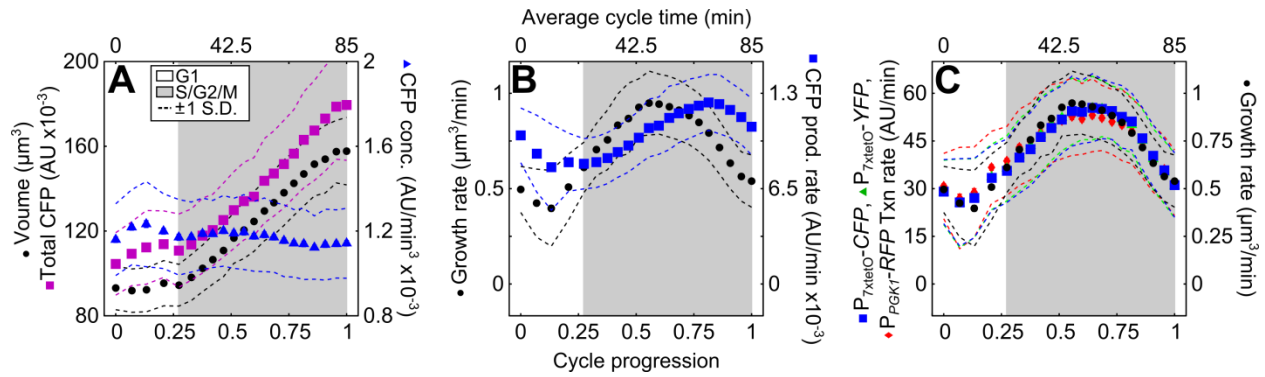 Average cycle time (min)
0 42.5 85
0 42.5 85
0 42.5 85
A
G1
S/G2/M
±1 S.D.
200
160
120
80
2
1.6
1.2
0.8
● Voume (µm³)
■ Total CFP (AU x 10⁻³)
▲ CFP conc. (AU/min³ x 10⁻³)
0 0.25 0.5 0.75 1
B
1
0.5
0
1.3
6.5
0
● Growth rate (µm³/min)
■ CFP prod. rate (AU/min x10⁻³)
0 0.25 0.5 0.75 1
C
60
45
30
15
0
1
0.75
0.5
0.25
0
■ P7xtetO-CFP, ▲ P7xtetO-YFP,
♦ PPGK1-RFP Txn rate (AU/min)
● Growth rate (µm³/min)
0 0.25 0.5 0.75 1
Cycle progression